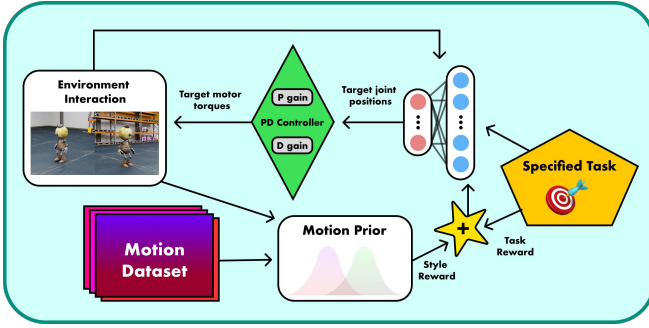 Environment
Interaction
Target motor
torques
P gain
PD Controller
D gain
Target joint
positions
Specified Task
Motion
Dataset
Motion Prior
Style
Reward
+
Task
Reward